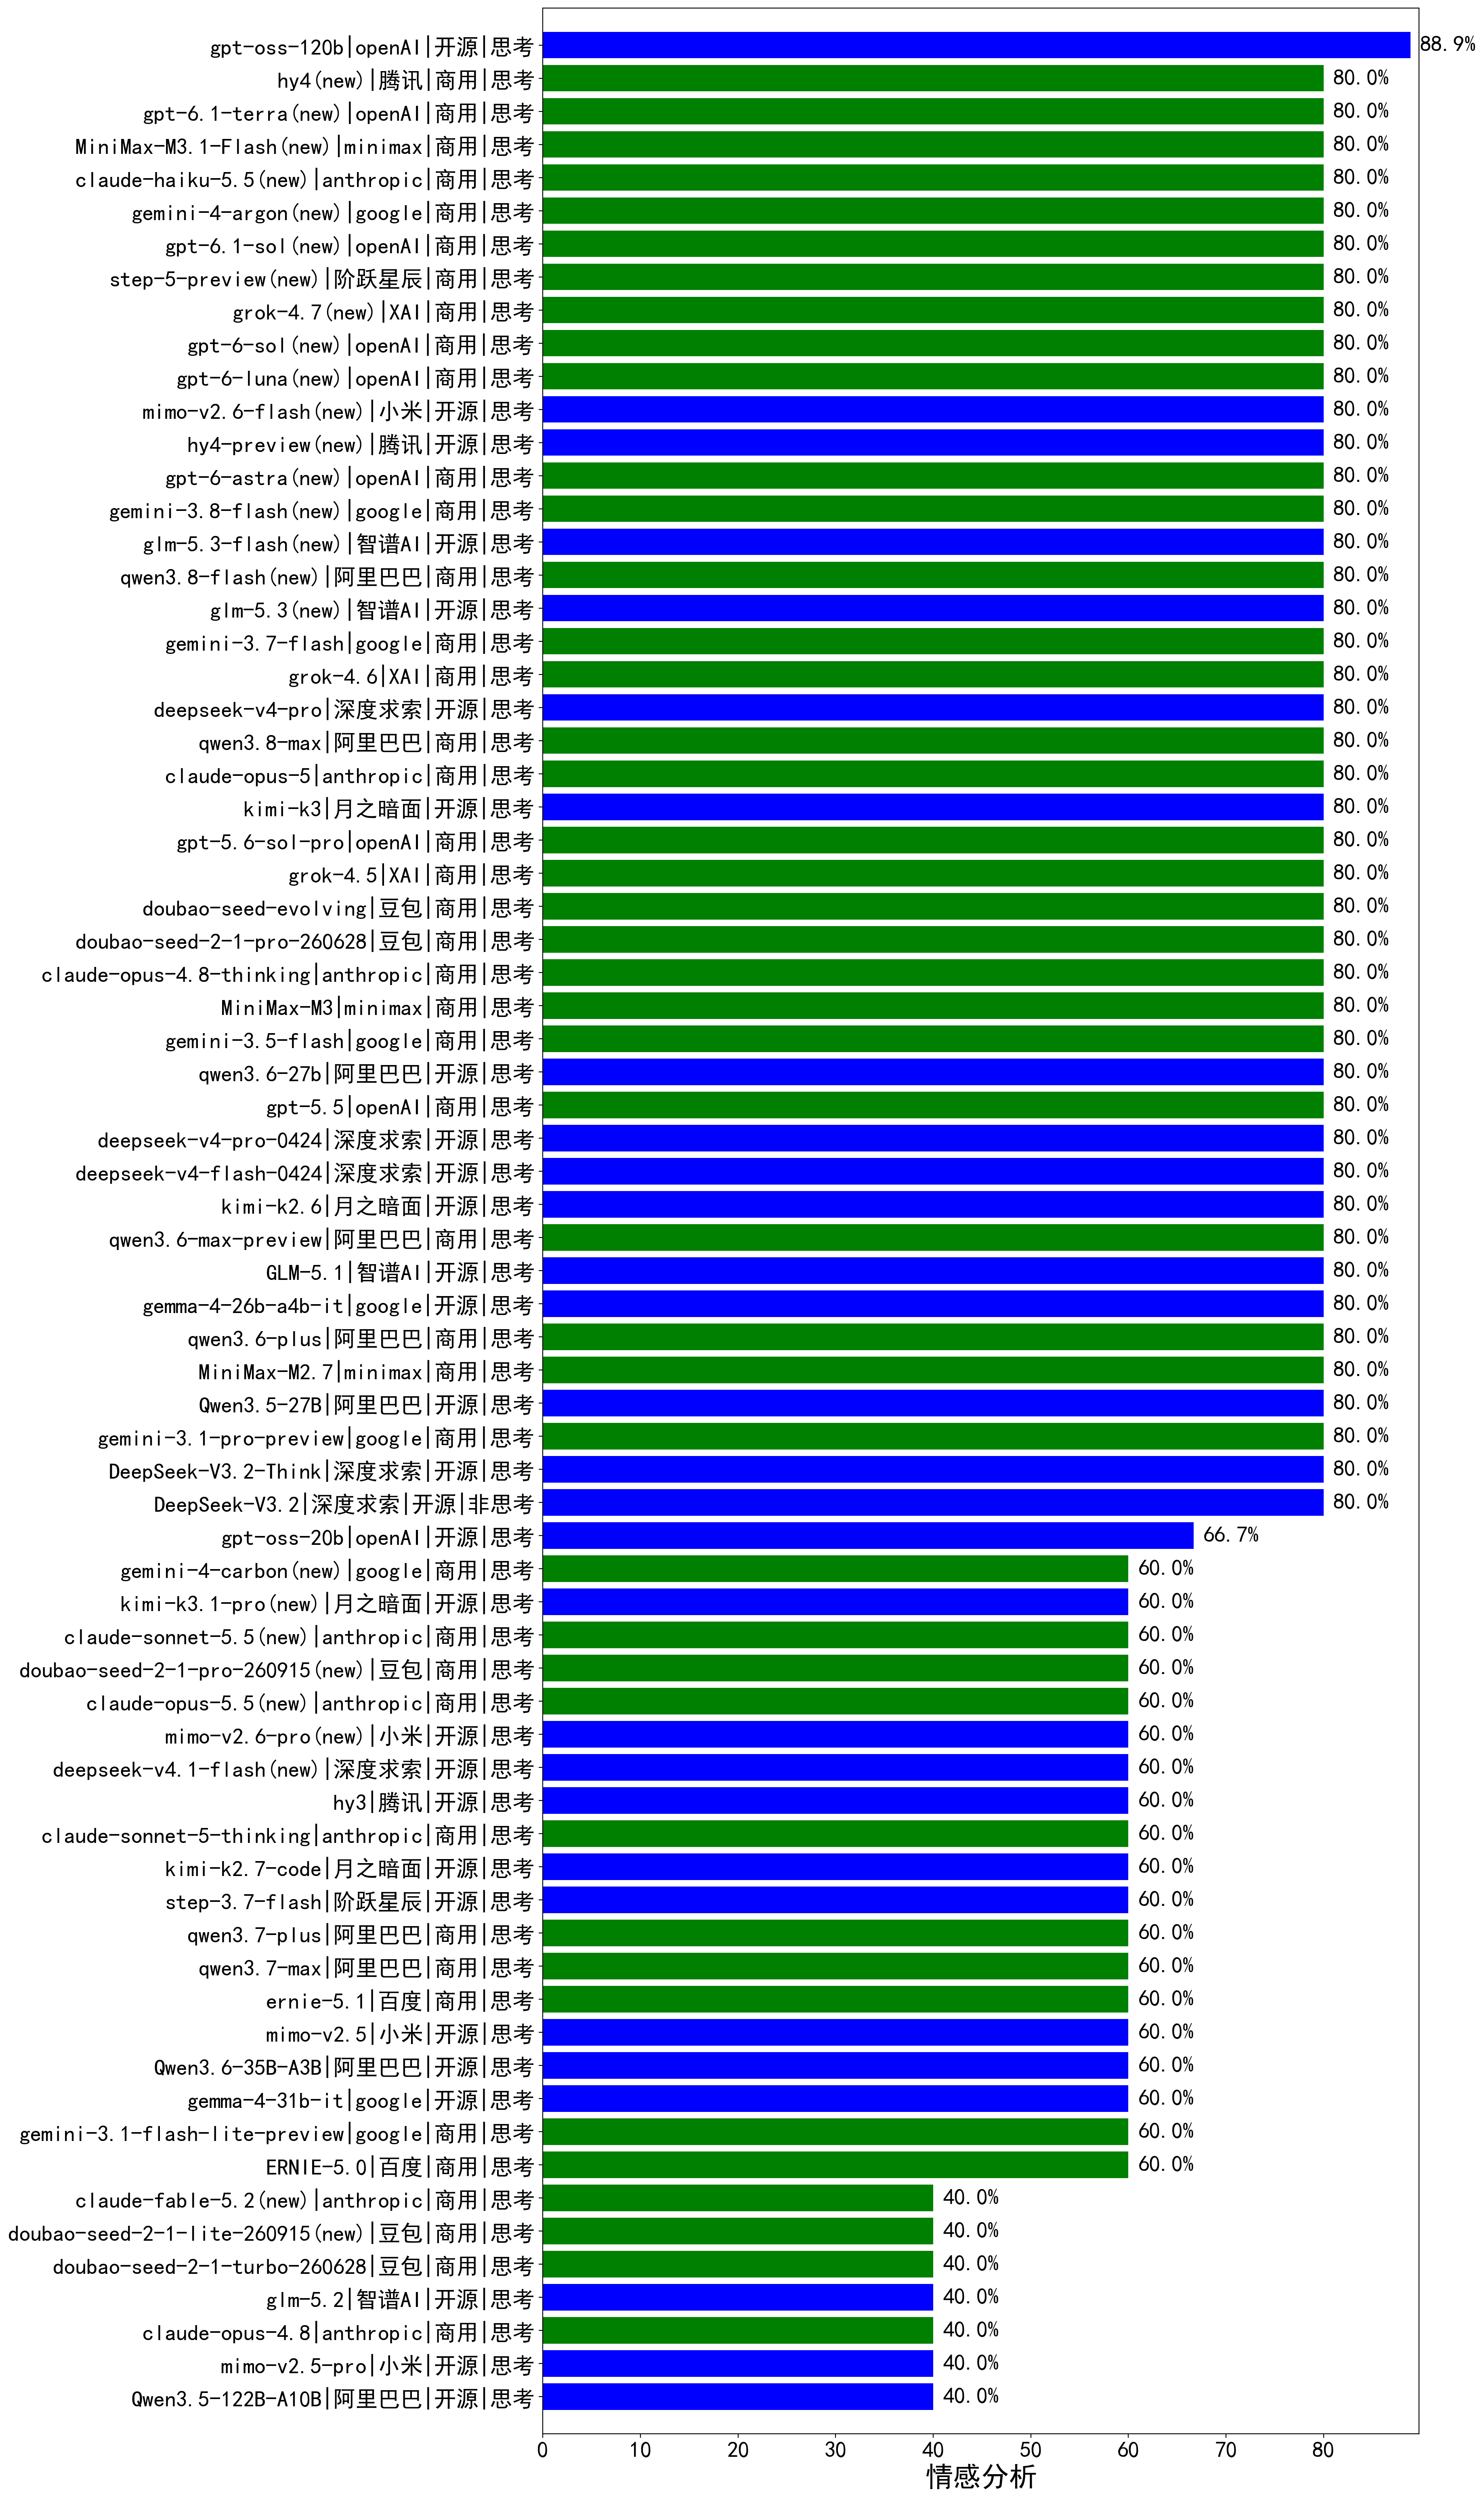 gpt-oss-120b|openAI|开源|思考 88.9%
hy4(new)|腾讯|商用|思考 80.0%
gpt-6.1-terra(new)|openAI|商用|思考 80.0%
MiniMax-M3.1-Flash(new)|minimax|商用|思考 80.0%
claude-haiku-5.5(new)|anthropic|商用|思考 80.0%
gemini-4-argon(new)|google|商用|思考 80.0%
gpt-6.1-sol(new)|openAI|商用|思考 80.0%
step-5-preview(new)|阶跃星辰|商用|思考 80.0%
grok-4.7(new)|XAI|商用|思考 80.0%
gpt-6-sol(new)|openAI|商用|思考 80.0%
gpt-6-luna(new)|openAI|商用|思考 80.0%
mimo-v2.6-flash(new)|小米|开源|思考 80.0%
hy4-preview(new)|腾讯|开源|思考 80.0%
gpt-6-astra(new)|openAI|商用|思考 80.0%
gemini-3.8-flash(new)|google|商用|思考 80.0%
glm-5.3-flash(new)|智谱AI|开源|思考 80.0%
qwen3.8-flash(new)|阿里巴巴|商用|思考 80.0%
glm-5.3(new)|智谱AI|开源|思考 80.0%
gemini-3.7-flash|google|商用|思考 80.0%
grok-4.6|XAI|商用|思考 80.0%
deepseek-v4-pro|深度求索|开源|思考 80.0%
qwen3.8-max|阿里巴巴|商用|思考 80.0%
claude-opus-5|anthropic|商用|思考 80.0%
kimi-k3|月之暗面|开源|思考 80.0%
gpt-5.6-sol-pro|openAI|商用|思考 80.0%
grok-4.5|XAI|商用|思考 80.0%
doubao-seed-evolving|豆包|商用|思考 80.0%
doubao-seed-2-1-pro-260628|豆包|商用|思考 80.0%
claude-opus-4.8-thinking|anthropic|商用|思考 80.0%
MiniMax-M3|minimax|商用|思考 80.0%
gemini-3.5-flash|google|商用|思考 80.0%
qwen3.6-27b|阿里巴巴|开源|思考 80.0%
gpt-5.5|openAI|商用|思考 80.0%
deepseek-v4-pro-0424|深度求索|开源|思考 80.0%
deepseek-v4-flash-0424|深度求索|开源|思考 80.0%
kimi-k2.6|月之暗面|开源|思考 80.0%
qwen3.6-max-preview|阿里巴巴|商用|思考 80.0%
GLM-5.1|智谱AI|开源|思考 80.0%
gemma-4-26b-a4b-it|google|开源|思考 80.0%
qwen3.6-plus|阿里巴巴|商用|思考 80.0%
MiniMax-M2.7|minimax|商用|思考 80.0%
Qwen3.5-27B|阿里巴巴|开源|思考 80.0%
gemini-3.1-pro-preview|google|商用|思考 80.0%
DeepSeek-V3.2-Think|深度求索|开源|思考 80.0%
DeepSeek-V3.2|深度求索|开源|非思考 80.0%
gpt-oss-20b|openAI|开源|思考 66.7%
gemini-4-carbon(new)|google|商用|思考 60.0%
kimi-k3.1-pro(new)|月之暗面|开源|思考 60.0%
claude-sonnet-5.5(new)|anthropic|商用|思考 60.0%
doubao-seed-2-1-pro-260915(new)|豆包|商用|思考 60.0%
claude-opus-5.5(new)|anthropic|商用|思考 60.0%
mimo-v2.6-pro(new)|小米|开源|思考 60.0%
deepseek-v4.1-flash(new)|深度求索|开源|思考 60.0%
hy3|腾讯|开源|思考 60.0%
claude-sonnet-5-thinking|anthropic|商用|思考 60.0%
kimi-k2.7-code|月之暗面|开源|思考 60.0%
step-3.7-flash|阶跃星辰|开源|思考 60.0%
qwen3.7-plus|阿里巴巴|商用|思考 60.0%
qwen3.7-max|阿里巴巴|商用|思考 60.0%
ernie-5.1|百度|商用|思考 60.0%
mimo-v2.5|小米|开源|思考 60.0%
Qwen3.6-35B-A3B|阿里巴巴|开源|思考 60.0%
gemma-4-31b-it|google|开源|思考 60.0%
gemini-3.1-flash-lite-preview|google|商用|思考 60.0%
ERNIE-5.0|百度|商用|思考 60.0%
claude-fable-5.2(new)|anthropic|商用|思考 40.0%
doubao-seed-2-1-lite-260915(new)|豆包|商用|思考 40.0%
doubao-seed-2-1-turbo-260628|豆包|商用|思考 40.0%
glm-5.2|智谱AI|开源|思考 40.0%
claude-opus-4.8|anthropic|商用|思考 40.0%
mimo-v2.5-pro|小米|开源|思考 40.0%
Qwen3.5-122B-A10B|阿里巴巴|开源|思考 40.0%
0 10 20 30 40 50 60 70 80
情感分析